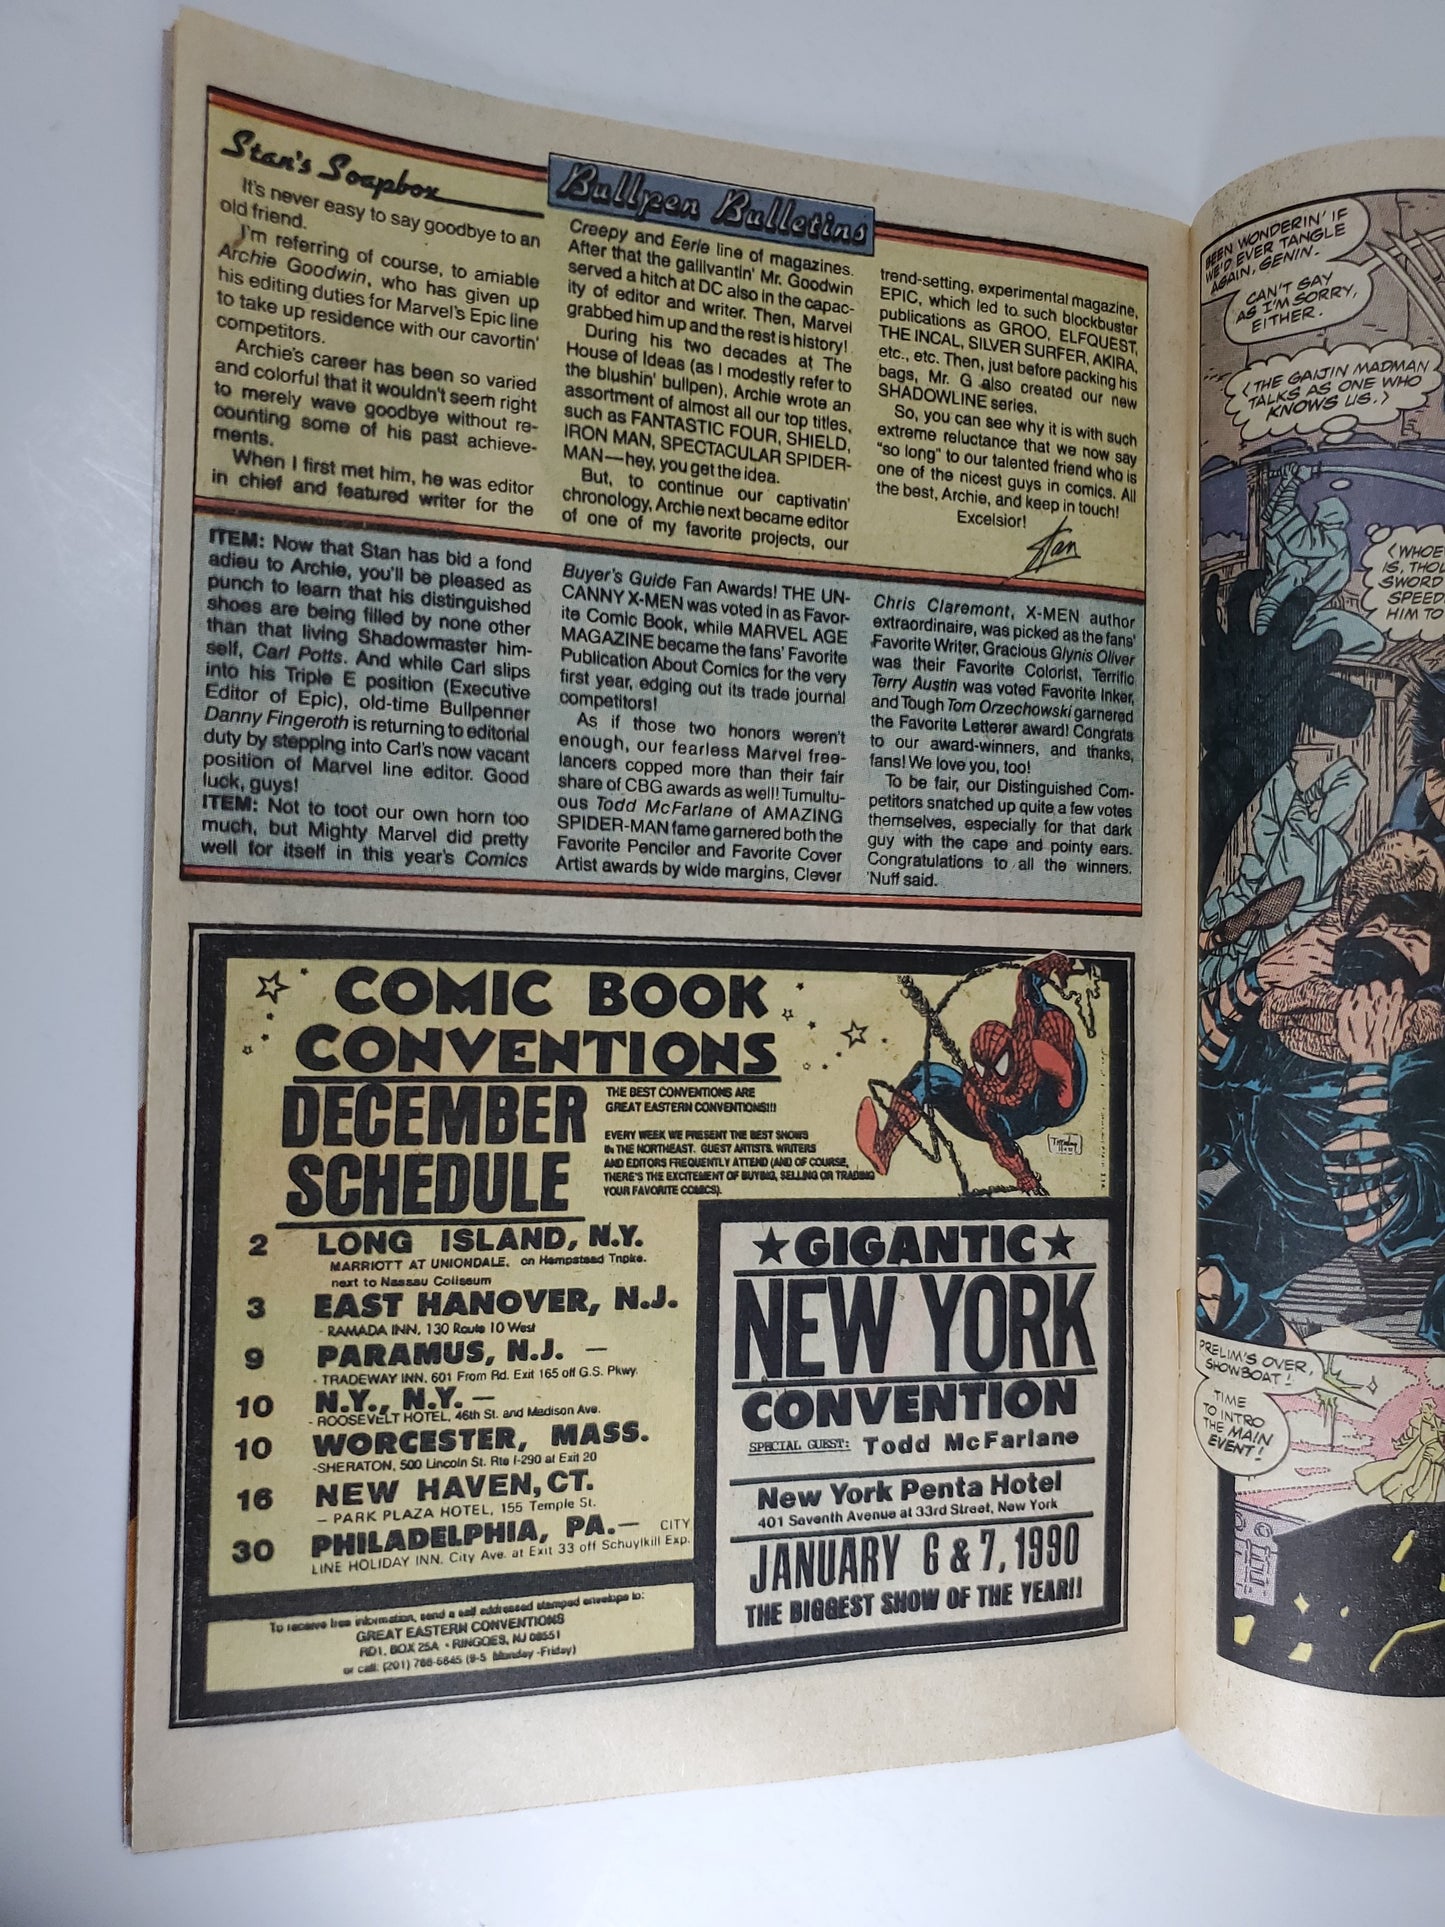 Stan's Soapbox
It's never easy to say goodbye to an
old friend.
I'm referring of course, to amiable
Archie Goodwin, who has given up
his editing duties for Marvel's Epic line
to take up residence with our cavortin'
competitors.
Archie's career has been so varied
and colorful that it wouldn't seem right
to merely wave goodbye without re-
counting some of his past achieve-
ments.
When I first met him, he was editor
in chief and featured writer for the
Bullpen Bulletins
Creepy and Eerie line of magazines.
After that the gallivantin' Mr. Goodwin
served a hitch at DC also in the capac-
ity of editor and writer. Then, Marvel
grabbed him up and the rest is history!
During his two decades at The
House of Ideas (as I modestly refer to
the blushin' bullpen), Archie wrote an
assortment of almost all our top titles,
such as FANTASTIC FOUR, SHIELD,
IRON MAN, SPECTACULAR SPIDER-
MAN—hey, you get the idea.
But, to continue our captivatin'
chronology, Archie next became editor
of one of my favorite projects, our
trend-setting, experimental magazine,
EPIC, which led to such blockbuster
publications as GROO, ELFQUEST,
THE INCAL, SILVER SURFER, AKIRA,
etc., etc. Then, just before packing his
bags, Mr. G also created our new
SHADOWLINE series.
So, you can see why it is with such
extreme reluctance that we now say
"so long" to our talented friend who is
one of the nicest guys in comics. All
the best, Archie, and keep in touch!
Excelsior!
Stan
ITEM: Now that Stan has bid a fond
adieu to Archie, you'll be pleased as
punch to learn that his distinguished
shoes are being filled by none other
than that living Shadowmaster him-
self, Carl Potts. And while Carl slips
into his Triple E position (Executive
Editor of Epic), old-time Bullpenner
Danny Fingeroth is returning to editorial
duty by stepping into Carl's now vacant
position of Marvel line editor. Good
luck, guys!
ITEM: Not to toot our own horn too
much, but Mighty Marvel did pretty
well for itself in this year's Comics
Buyer's Guide Fan Awards! THE UN-
CANNY X-MEN was voted in as Favor-
ite Comic Book, while MARVEL AGE
MAGAZINE became the fans' Favorite
Publication About Comics for the very
first year, edging out its trade journal
competitors!
As if those two honors weren't
enough, our fearless Marvel free-
lancers copped more than their fair
share of CBG awards as well! Tumultu-
ous Todd McFarlane of AMAZING
SPIDER-MAN fame garnered both the
Favorite Penciler and Favorite Cover
Artist awards by wide margins, Clever
Chris Claremont, X-MEN author
extraordinaire, was picked as the fans'
Favorite Writer, Gracious Glynis Oliver
was their Favorite Colorist, Terrific
Terry Austin was voted Favorite Inker,
and Tough Tom Orzechowski garnered
the Favorite Letterer award! Congrats
to our award-winners, and thanks,
fans! We love you, too!
To be fair, our Distinguished Com-
petitors snatched up quite a few votes
themselves, especially for that dark
guy with the cape and pointy ears.
Congratulations to all the winners.
'Nuff said.
COMIC BOOK
CONVENTIONS
DECEMBER
SCHEDULE
THE BEST CONVENTIONS ARE
GREAT EASTERN CONVENTIONS!!!
EVERY WEEK WE PRESENT THE BEST SHOWS
IN THE NORTHEAST. GUEST ARTISTS, WRITERS
AND EDITORS FREQUENTLY ATTEND (AND OF COURSE,
THERE'S THE EXCITEMENT OF BUYING, SELLING OR TRADING
YOUR FAVORITE COMICS).
2 LONG ISLAND, N.Y.
MARRIOTT AT UNIONDALE, on Hempstead Tnpke.
next to Nassau Coliseum
3 EAST HANOVER, N.J.
- RAMADA INN, 130 Route 10 West
9 PARAMUS, N.J. —
- TRADEWAY INN, 601 From Rd. Exit 165 off G.S. Pkwy.
10 N.Y., N.Y. —
- ROOSEVELT HOTEL, 46th St. and Madison Ave.
10 WORCESTER, MASS.
-SHERATON, 500 Lincoln St. Rte I-290 at Exit 20
16 NEW HAVEN, CT.
— PARK PLAZA HOTEL, 155 Temple St.
30 PHILADELPHIA, PA.— CITY
LINE HOLIDAY INN, City Ave. at Exit 33 off Schuylkill Exp.
To receive free information, send a self addressed stamped envelope to:
GREAT EASTERN CONVENTIONS
RD1, BOX 25A • RINGOES, NJ 08551
or call: (201) 788-6845 (9-5 Monday -Friday)
★GIGANTIC★
NEW YORK
CONVENTION
SPECIAL GUEST: Todd McFarlane
New York Penta Hotel
401 Seventh Avenue at 33rd Street, New York
JANUARY 6 & 7, 1990
THE BIGGEST SHOW OF THE YEAR!!
BEEN WONDERIN' IF
WE'D EVER TANGLE
AGAIN, GENIN.
CAN'T SAY
AS I'M SORRY,
EITHER.
<THE GAIJIN MADMAN
TALKS AS ONE WHO
KNOWS US.>
<WHOE
IS, THOU
SWORD
SPEED
HIM TO
PRELIM'S OVER,
SHOWBOAT!
TIME
TO INTRO
THE MAIN
EVENT!